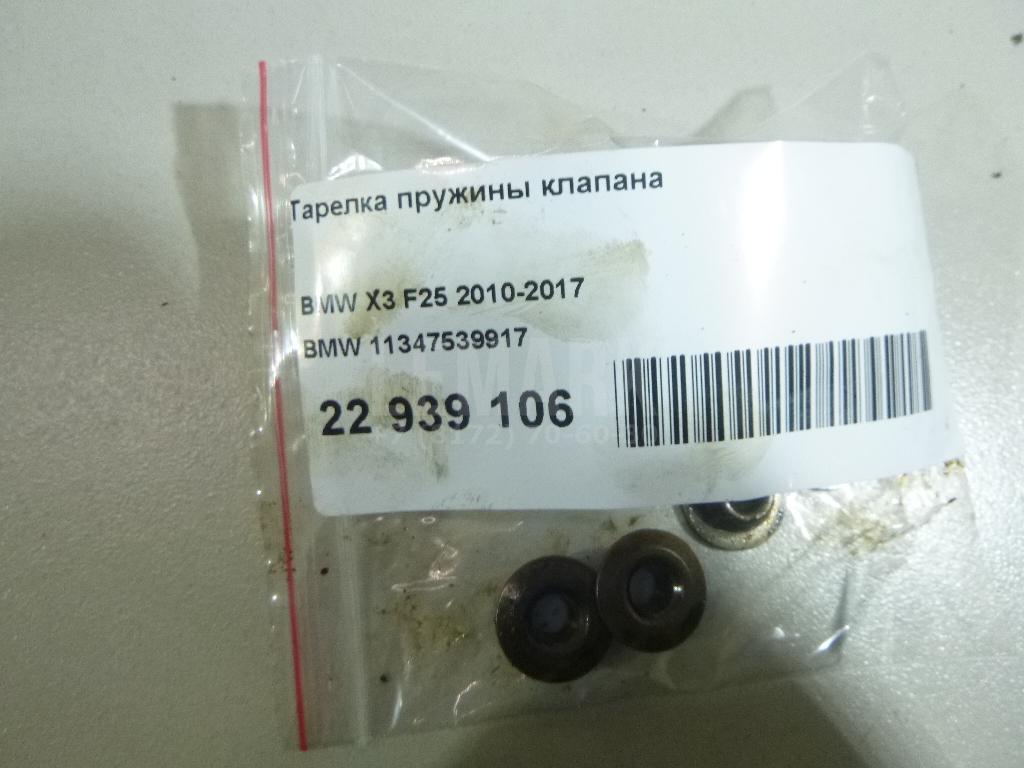 Тарелка пружины клапана
BMW X3 F25 2010-2017
BMW 11347539917
22 939 106